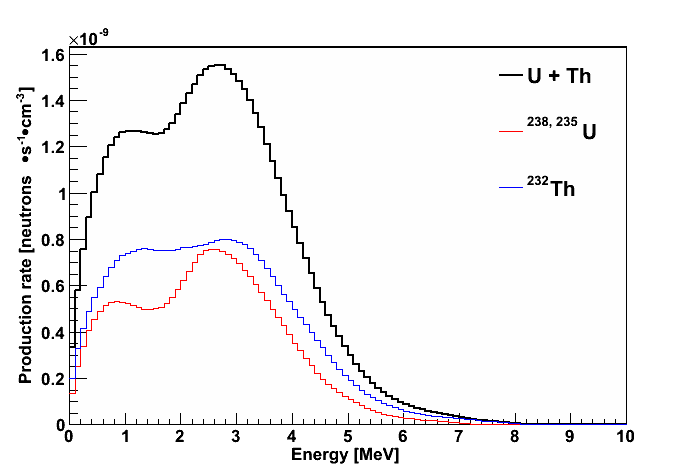 ×10⁻⁹
Production rate [neutrons •s⁻¹•cm⁻³]
1.6
1.4
1.2
1
0.8
0.6
0.4
0.2
0
U + Th
²³⁸, ²³⁵U
²³²Th
0 1 2 3 4 5 6 7 8 9 10
Energy [MeV]